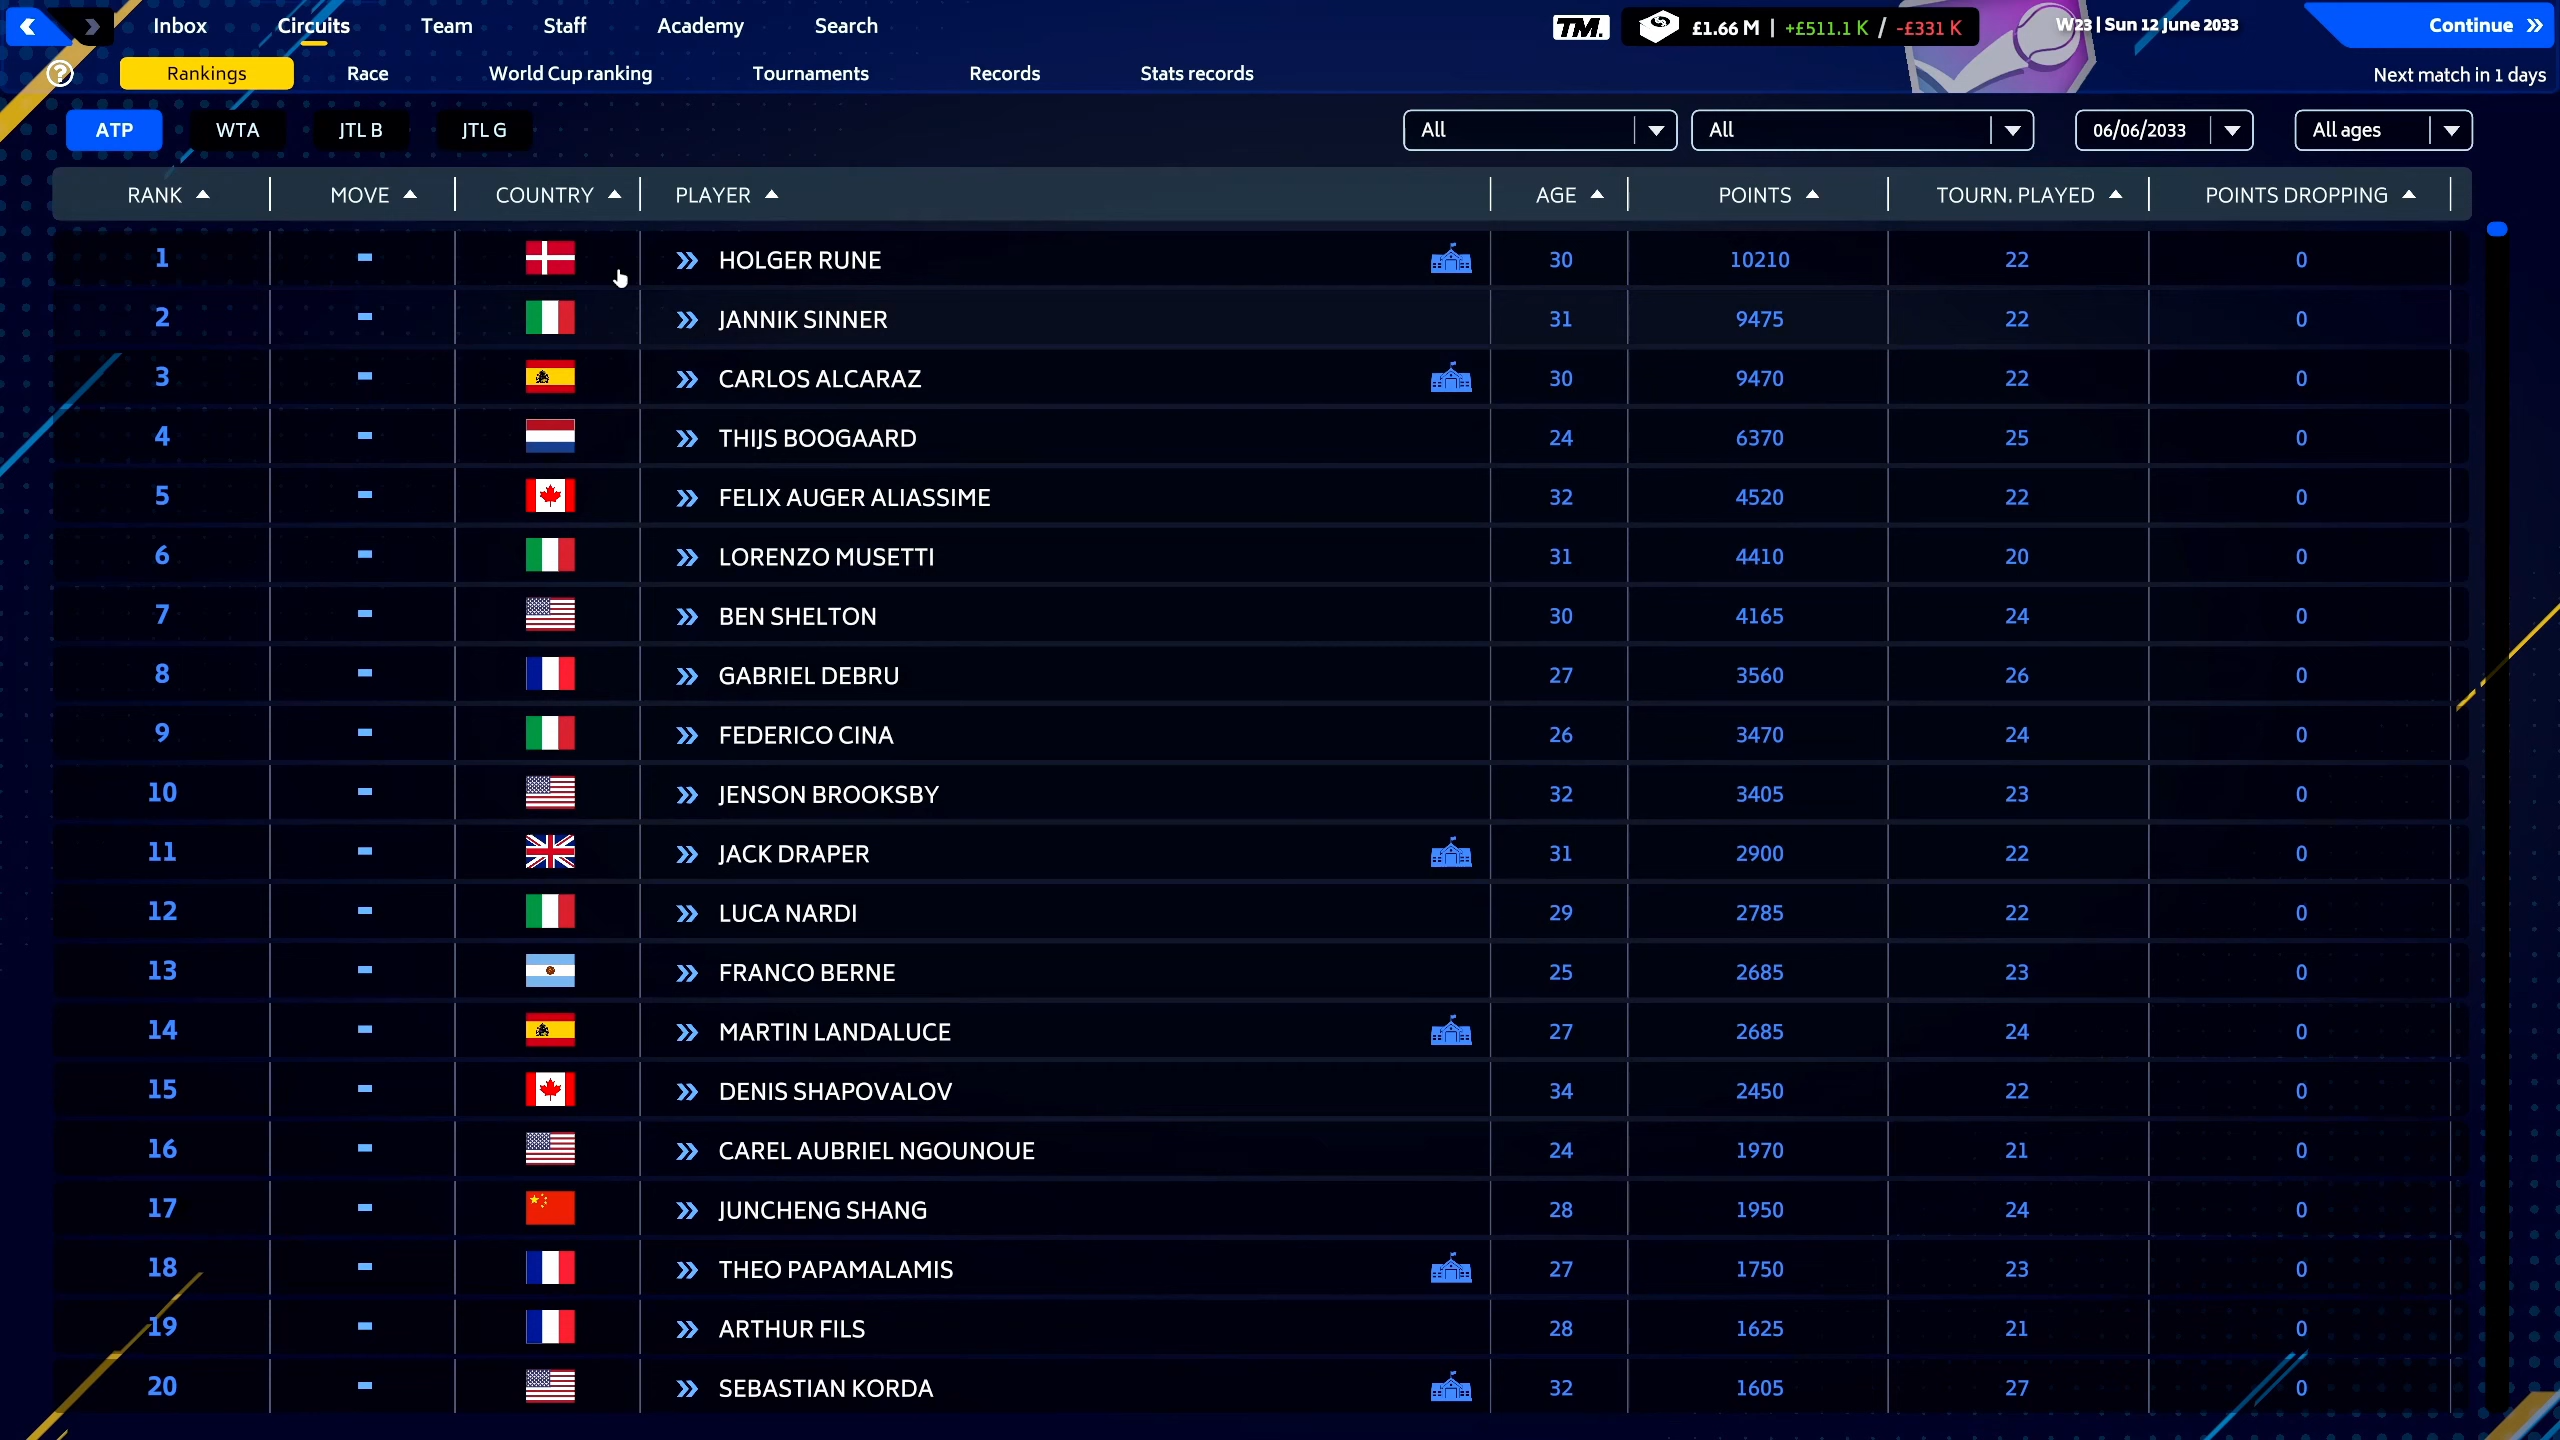 Inbox Circuits Team Staff Academy Search TM. £1.66 M | +£511.1 K / -£331 K W23 | Sun 12 June 2033 Continue
? Rankings Race World Cup ranking Tournaments Records Stats records Next match in 1 days
ATP WTA JTL B JTL G All All 06/06/2033 All ages
RANK MOVE COUNTRY PLAYER AGE POINTS TOURN. PLAYED POINTS DROPPING
1 - HOLGER RUNE 30 10210 22 0
2 - JANNIK SINNER 31 9475 22 0
3 - CARLOS ALCARAZ 30 9470 22 0
4 - THIJS BOOGAARD 24 6370 25 0
5 - FELIX AUGER ALIASSIME 32 4520 22 0
6 - LORENZO MUSETTI 31 4410 20 0
7 - BEN SHELTON 30 4165 24 0
8 - GABRIEL DEBRU 27 3560 26 0
9 - FEDERICO CINA 26 3470 24 0
10 - JENSON BROOKSBY 32 3405 23 0
11 - JACK DRAPER 31 2900 22 0
12 - LUCA NARDI 29 2785 22 0
13 - FRANCO BERNE 25 2685 23 0
14 - MARTIN LANDALUCE 27 2685 24 0
15 - DENIS SHAPOVALOV 34 2450 22 0
16 - CAREL AUBRIEL NGOUNOUE 24 1970 21 0
17 - JUNCHENG SHANG 28 1950 24 0
18 - THEO PAPAMALAMIS 27 1750 23 0
19 - ARTHUR FILS 28 1625 21 0
20 - SEBASTIAN KORDA 32 1605 27 0